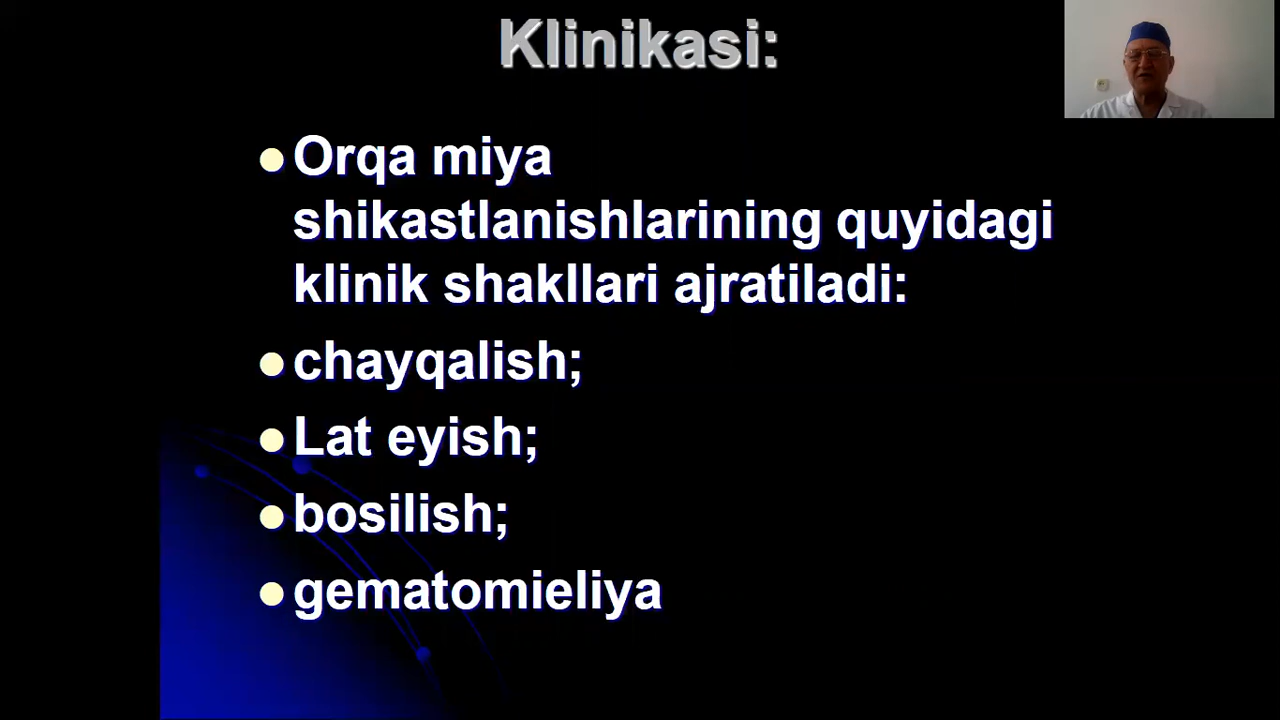 Klinikasi:
Orqa miya
shikastlanishlarining quyidagi
klinik shakllari ajratiladi:
chayqalish;
Lat eyish;
bosilish;
gematomieliya